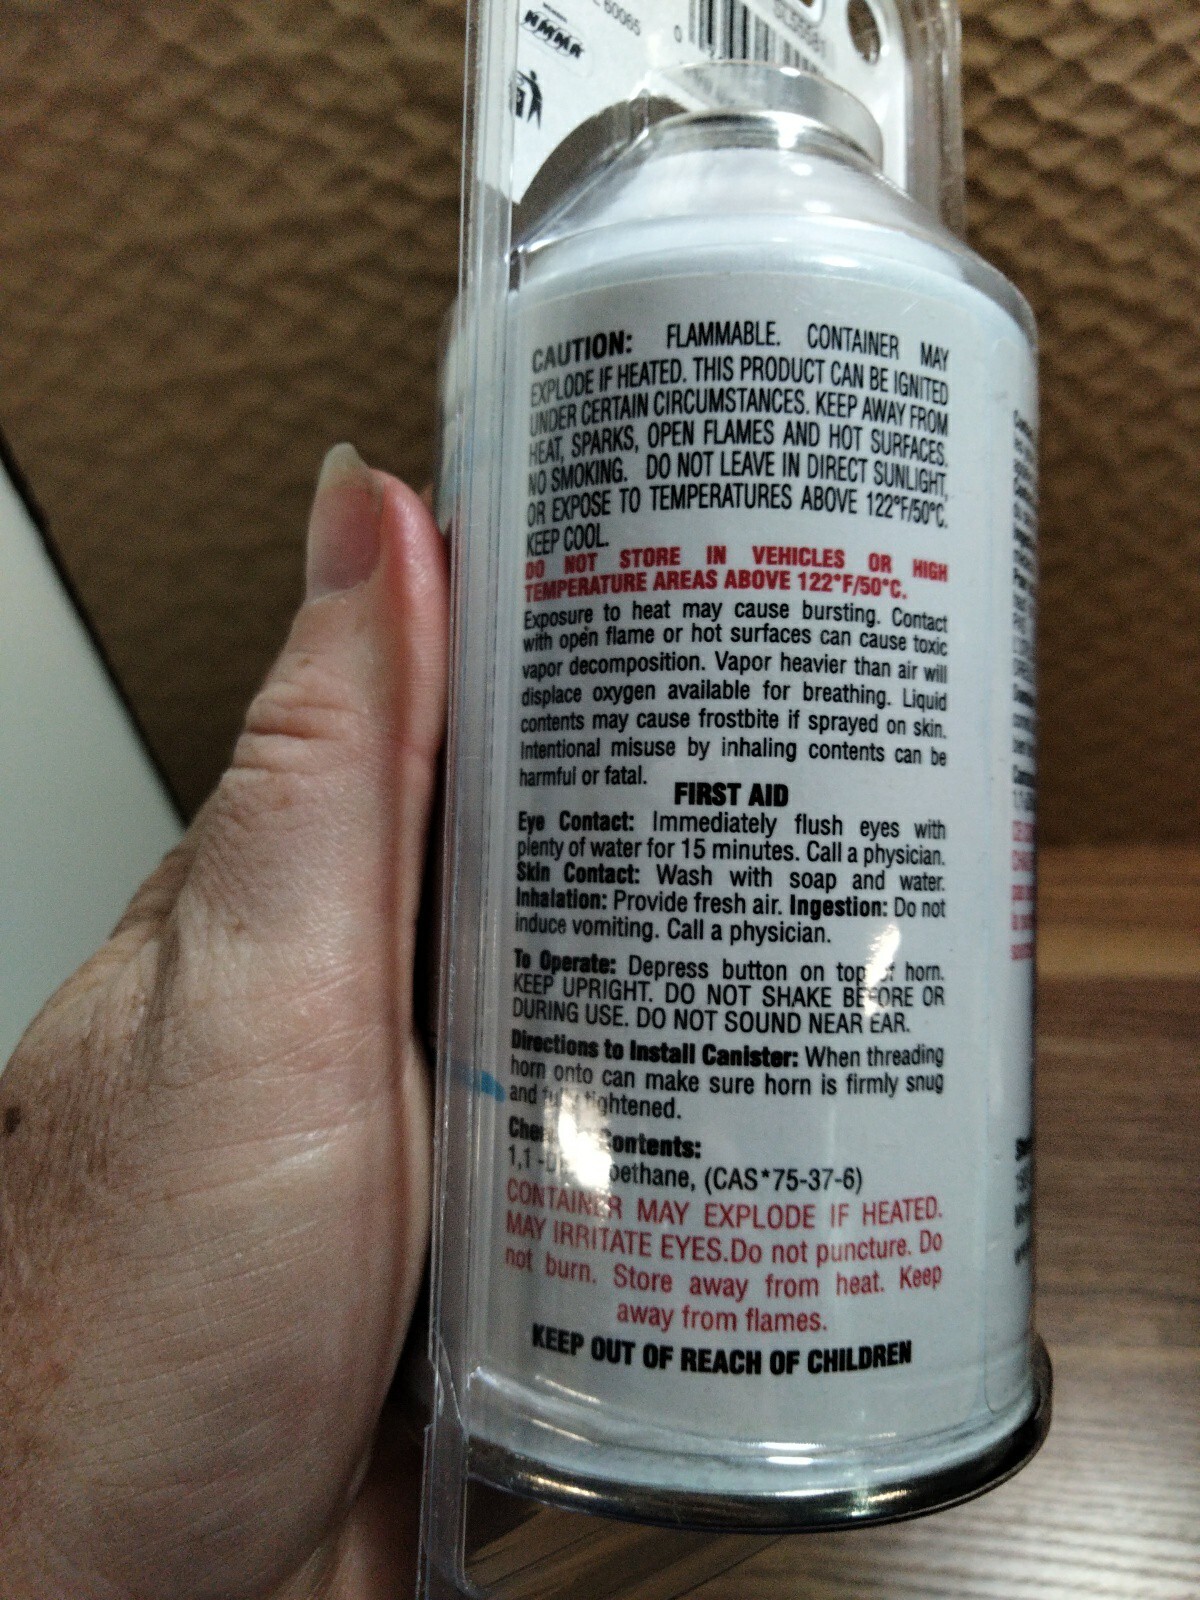 NMMA
60065
0
CAUTION: FLAMMABLE. CONTAINER MAY
EXPLODE IF HEATED. THIS PRODUCT CAN BE IGNITED
UNDER CERTAIN CIRCUMSTANCES. KEEP AWAY FROM
HEAT, SPARKS, OPEN FLAMES AND HOT SURFACES.
NO SMOKING. DO NOT LEAVE IN DIRECT SUNLIGHT,
OR EXPOSE TO TEMPERATURES ABOVE 122°F/50°C.
KEEP COOL.
DO NOT STORE IN VEHICLES OR HIGH
TEMPERATURE AREAS ABOVE 122°F/50°C.
Exposure to heat may cause bursting. Contact
with open flame or hot surfaces can cause toxic
vapor decomposition. Vapor heavier than air will
displace oxygen available for breathing. Liquid
contents may cause frostbite if sprayed on skin.
Intentional misuse by inhaling contents can be
harmful or fatal.
FIRST AID
Eye Contact: Immediately flush eyes with
plenty of water for 15 minutes. Call a physician.
Skin Contact: Wash with soap and water.
Inhalation: Provide fresh air. Ingestion: Do not
induce vomiting. Call a physician.
To Operate: Depress button on top of horn.
KEEP UPRIGHT. DO NOT SHAKE BEFORE OR
DURING USE. DO NOT SOUND NEAR EAR.
Directions to Install Canister: When threading
horn onto can make sure horn is firmly snug
and fully tightened.
Contents:
(CAS*75-37-6)
CONTAINER MAY EXPLODE IF HEATED.
MAY IRRITATE EYES.Do not puncture. Do
not burn. Store away from heat. Keep
away from flames.
KEEP OUT OF REACH OF CHILDREN